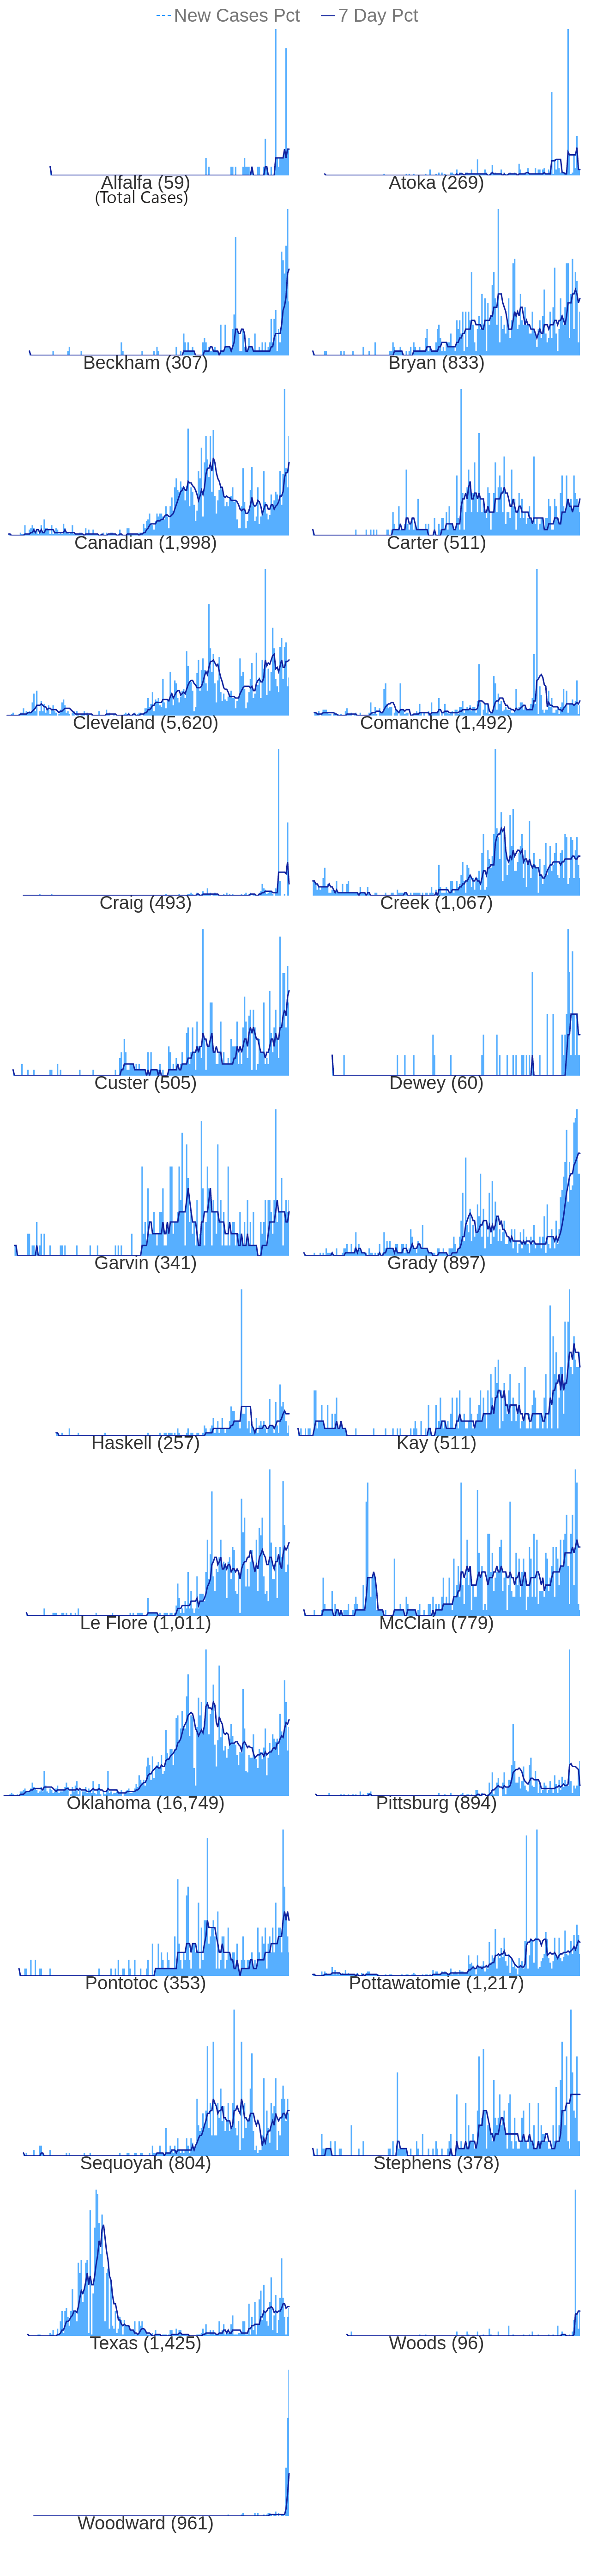 New Cases Pct 7 Day Pct
Alfalfa (59) Atoka (269)
(Total Cases)
Beckham (307) Bryan (833)
Canadian (1,998) Carter (511)
Cleveland (5,620) Comanche (1,492)
Craig (493) Creek (1,067)
Custer (505) Dewey (60)
Garvin (341) Grady (897)
Haskell (257) Kay (511)
Le Flore (1,011) McClain (779)
Oklahoma (16,749) Pittsburg (894)
Pontotoc (353) Pottawatomie (1,217)
Sequoyah (804) Stephens (378)
Texas (1,425) Woods (96)
Woodward (961)